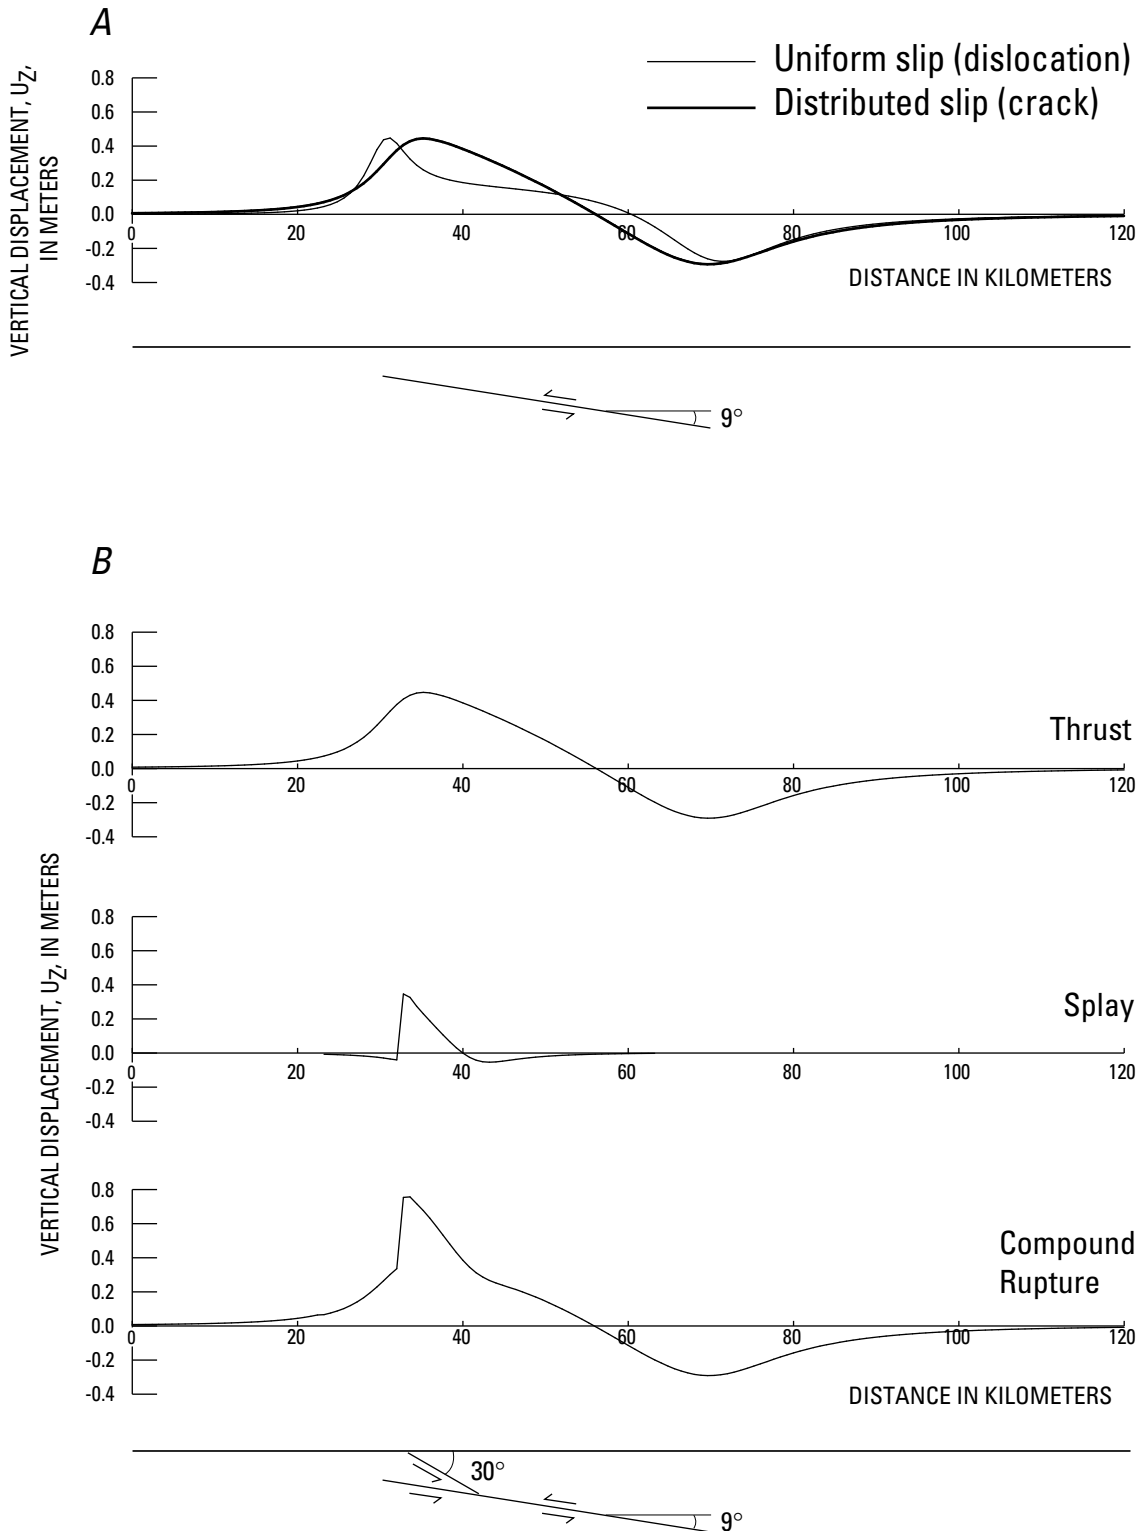 A
Uniform slip (dislocation)
Distributed slip (crack)
VERTICAL DISPLACEMENT, UZ,
IN METERS
0.8
0.6
0.4
0.2
0.0
-0.2
-0.4
0 20 40 60 80 100 120
DISTANCE IN KILOMETERS
9°
B
VERTICAL DISPLACEMENT, UZ, IN METERS
0.8
0.6
0.4
0.2
0.0
-0.2
-0.4
0 20 40 60 80 100 120
Thrust
0.8
0.6
0.4
0.2
0.0
-0.2
-0.4
0 20 40 60 80 100 120
Splay
0.8
0.6
0.4
0.2
0.0
-0.2
-0.4
0 20 40 60 80 100 120
Compound
Rupture
DISTANCE IN KILOMETERS
30°
9°